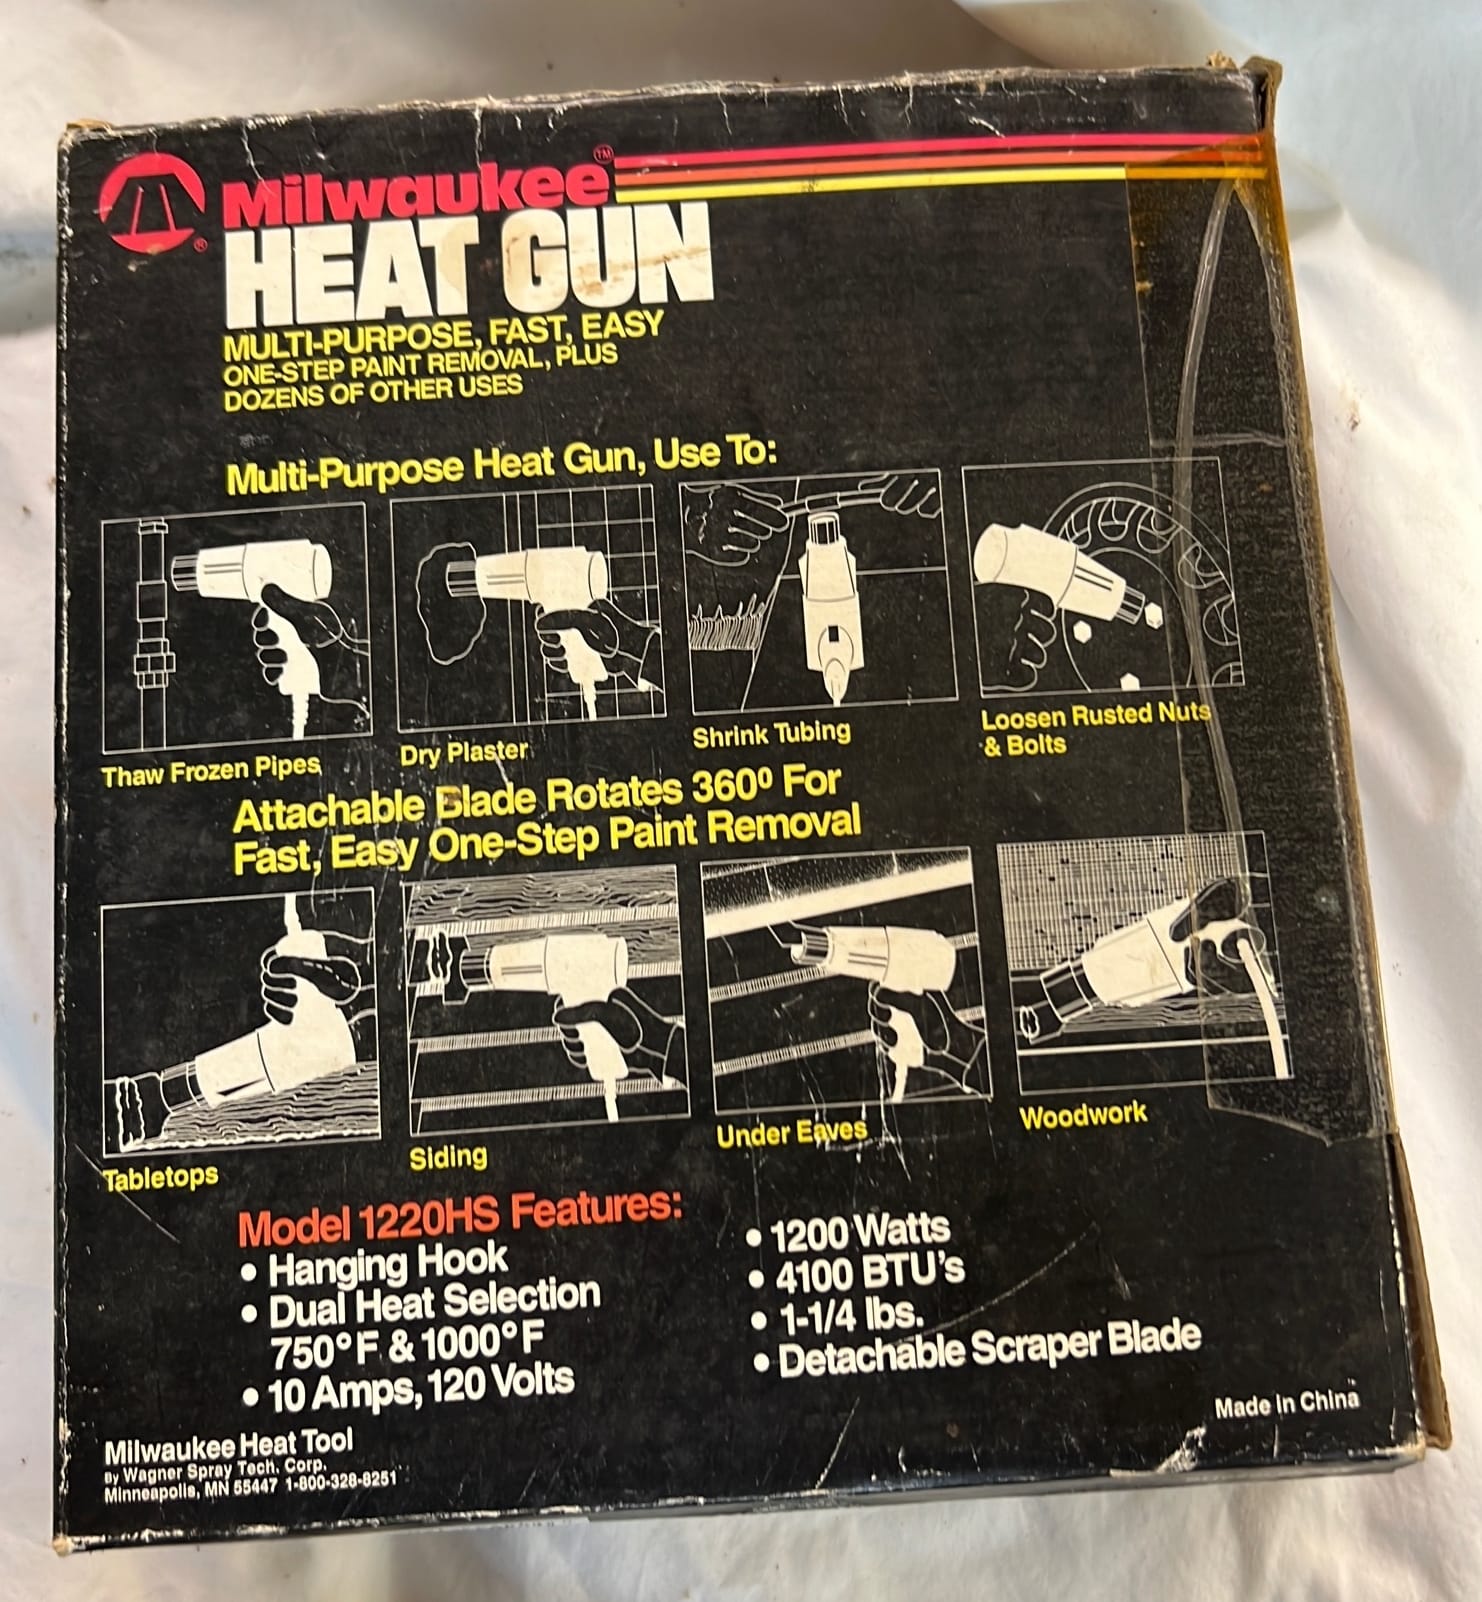 Milwaukee™
®
HEAT GUN
MULTI-PURPOSE, FAST, EASY
ONE-STEP PAINT REMOVAL, PLUS
DOZENS OF OTHER USES
Multi-Purpose Heat Gun, Use To:
Thaw Frozen Pipes
Dry Plaster
Shrink Tubing
Loosen Rusted Nuts
& Bolts
Attachable Blade Rotates 360º For
Fast, Easy One-Step Paint Removal
Tabletops
Siding
Under Eaves
Woodwork
Model 1220HS Features:
• Hanging Hook
• Dual Heat Selection
750°F & 1000°F
• 10 Amps, 120 Volts
• 1200 Watts
• 4100 BTU's
• 1-1/4 lbs.
• Detachable Scraper Blade
Made in China
Milwaukee Heat Tool
By Wagner Spray Tech. Corp.
Minneapolis, MN 55447 1-800-328-8251